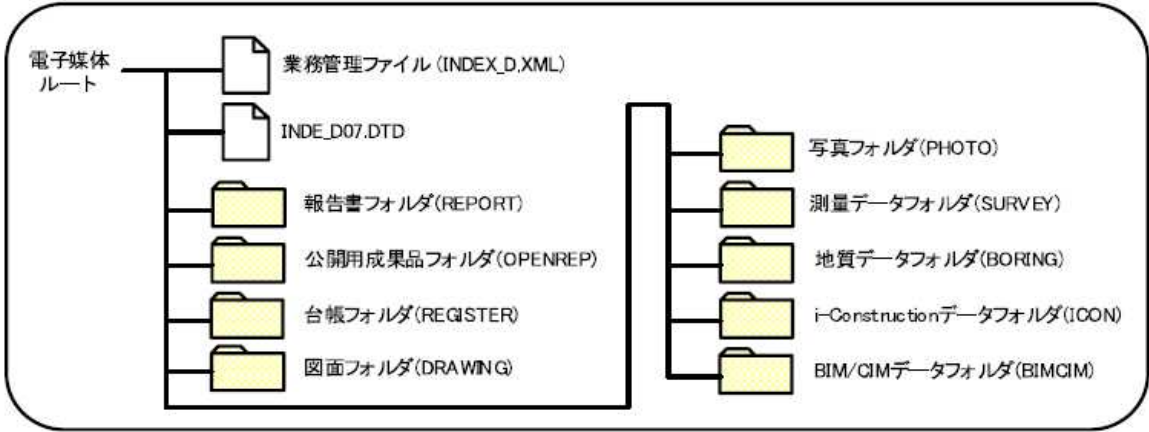 電子媒体
ルート
業務管理ファイル(INDEX_D.XML)
INDE_D07.DTD
報告書フォルダ(REPORT)
公開用成果品フォルダ(OPENREP)
台帳フォルダ(REGISTER)
図面フォルダ(DRAWING)
写真フォルダ(PHOTO)
測量データフォルダ(SURVEY)
地質データフォルダ(BORING)
i-Constructionデータフォルダ(ICON)
BIM/CIMデータフォルダ(BIMCIM)